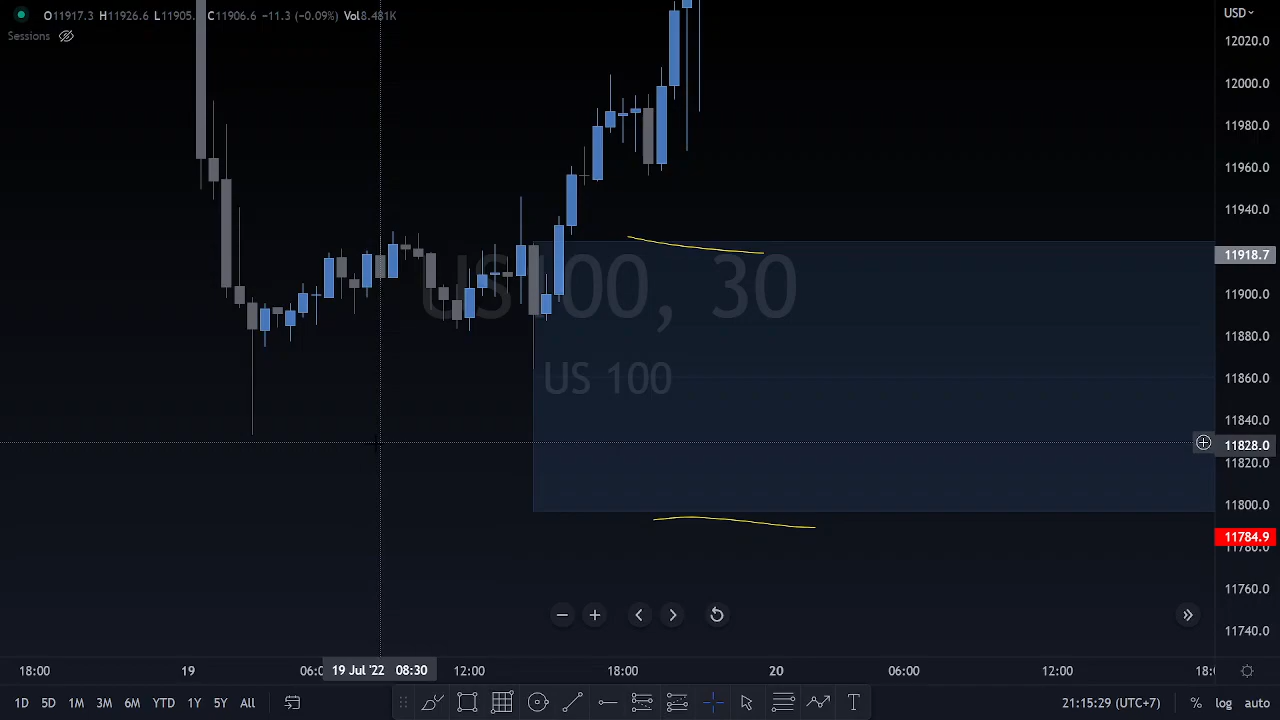 O11917.3 H11926.6 L11905. C11906.6 −11.3 (−0.09%) Vol8.481K
USD
Sessions
12020.0
12000.0
11980.0
11960.0
11940.0
11918.7
11900.0
11880.0
11860.0
11840.0
11828.0
11820.0
11800.0
11784.9
11780.0
11760.0
11740.0
US100, 30
US 100
18:00 19 06:0 19 Jul '22 08:30 12:00 18:00 20 06:00 12:00 18:
1D 5D 1M 3M 6M YTD 1Y 5Y All T 21:15:29 (UTC+7) % log auto